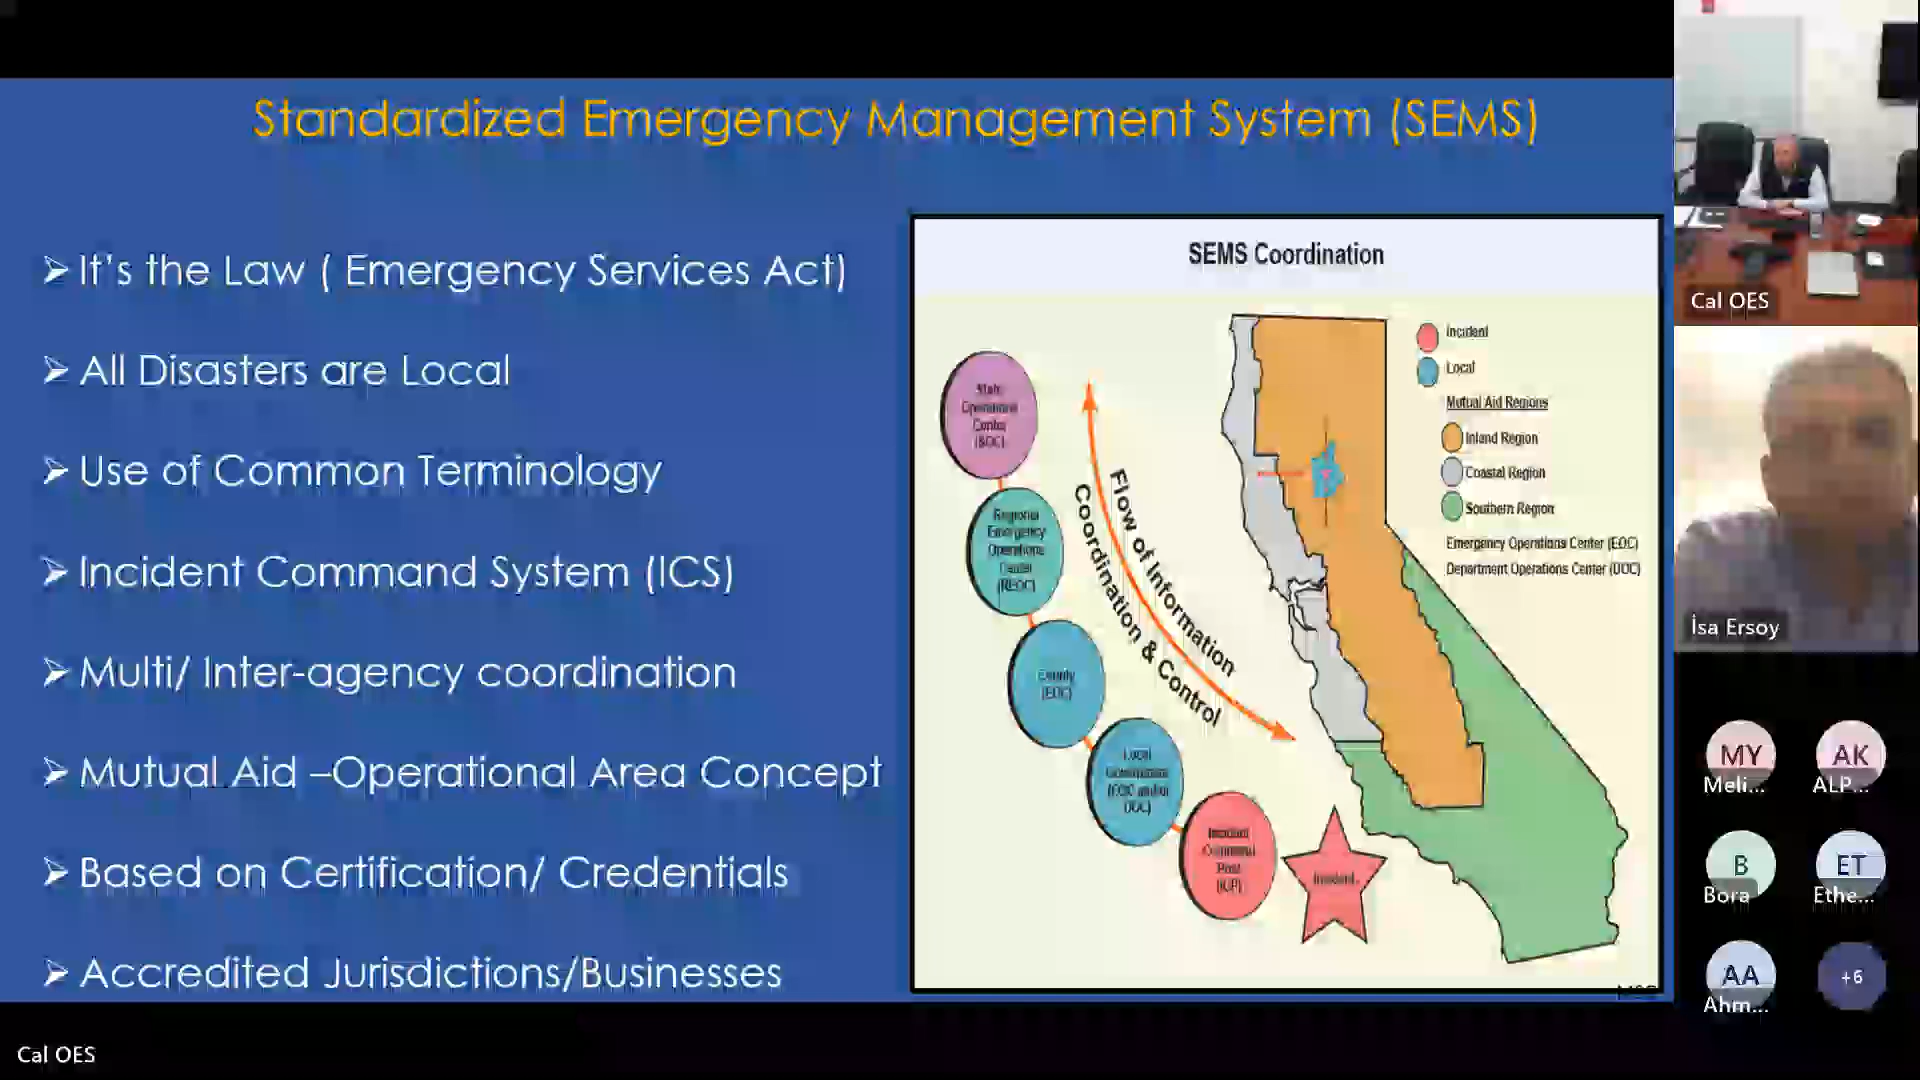 Standardized Emergency Management System (SEMS)
➢ It's the Law ( Emergency Services Act)
➢ All Disasters are Local
➢ Use of Common Terminology
➢ Incident Command System (ICS)
➢ Multi/ Inter-agency coordination
➢ Mutual Aid –Operational Area Concept
➢ Based on Certification/ Credentials
➢ Accredited Jurisdictions/Businesses
SEMS Coordination
State
Operations
Center
(SOC)
Regional
Emergency
Operations
Center
(REOC)
County
(EOC)
Local
(EOC and/or
DOC)
Incident
Command
Post
(ICP)
Incident
Flow of Information
Coordination & Control
Incident
Local
Mutual Aid Regions
Inland Region
Coastal Region
Southern Region
Emergency Operations Center (EOC)
Department Operations Center (DOC)
Cal OES
İsa Ersoy
MY
Meli...
AK
ALP...
B
Bora
ET
Ethe...
AA
Ahm...
+6
Cal OES